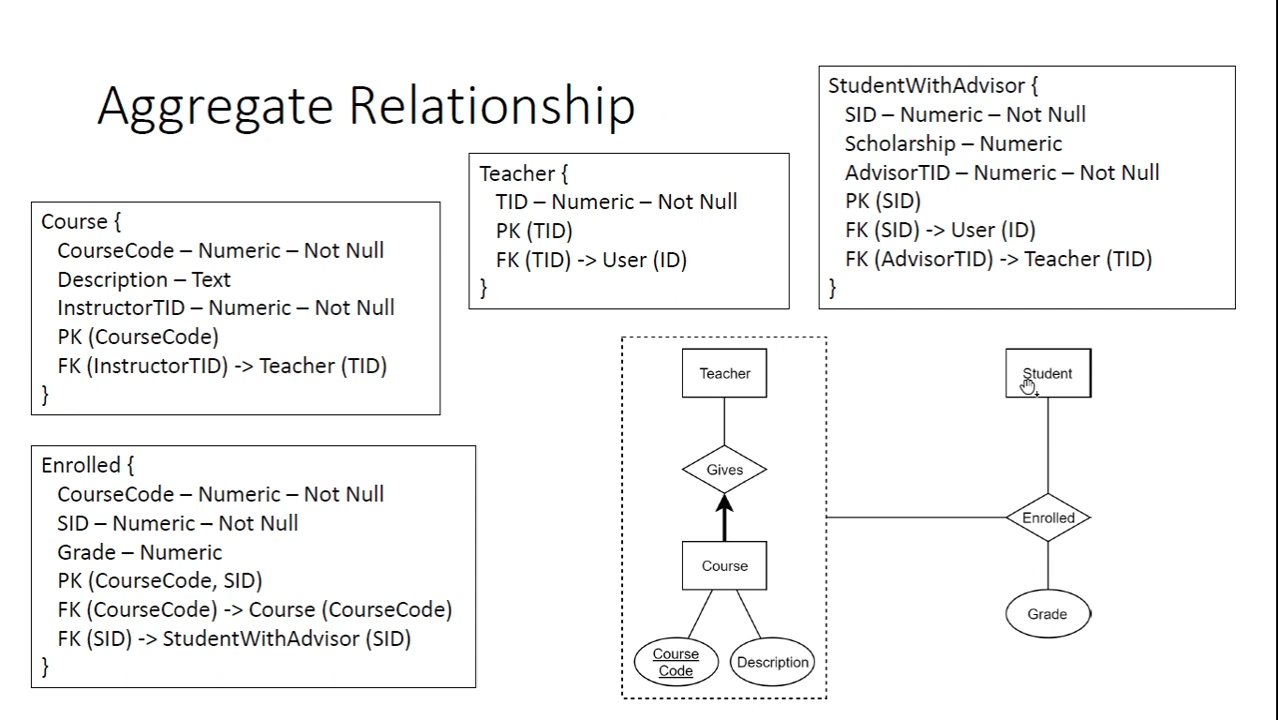 Aggregate Relationship
Course {
CourseCode – Numeric – Not Null
Description – Text
InstructorTID – Numeric – Not Null
PK (CourseCode)
FK (InstructorTID) -> Teacher (TID)
}
Teacher {
TID – Numeric – Not Null
PK (TID)
FK (TID) -> User (ID)
}
StudentWithAdvisor {
SID – Numeric – Not Null
Scholarship – Numeric
AdvisorTID – Numeric – Not Null
PK (SID)
FK (SID) -> User (ID)
FK (AdvisorTID) -> Teacher (TID)
}
Enrolled {
CourseCode – Numeric – Not Null
SID – Numeric – Not Null
Grade – Numeric
PK (CourseCode, SID)
FK (CourseCode) -> Course (CourseCode)
FK (SID) -> StudentWithAdvisor (SID)
}
Teacher
Gives
Course
Course
Code
Description
Student
Enrolled
Grade